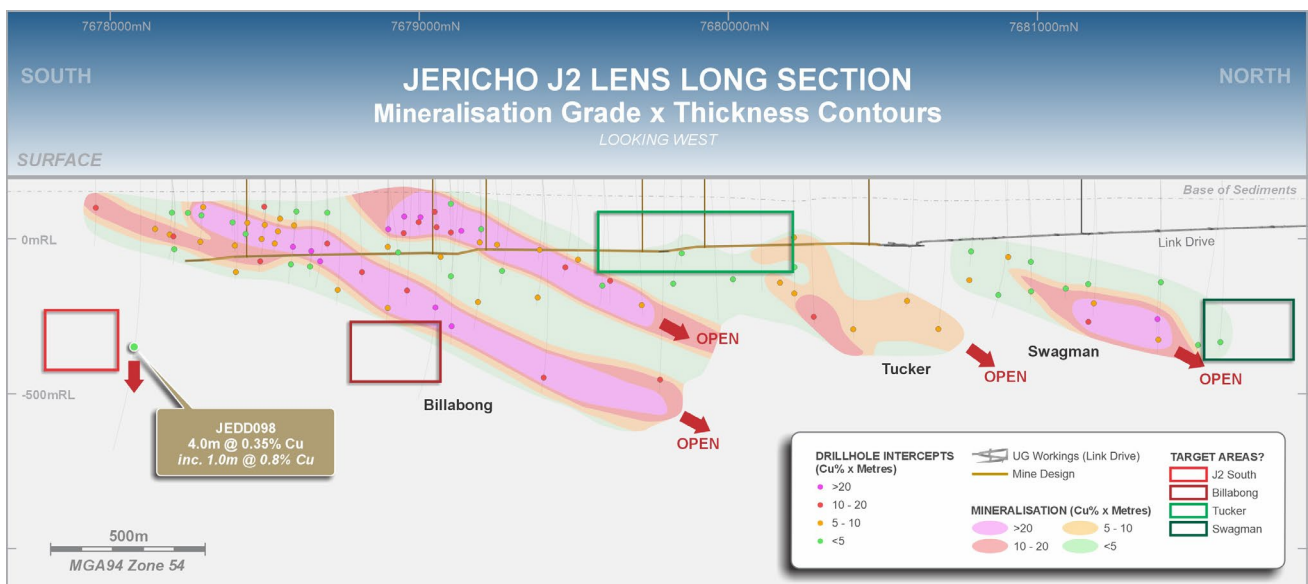 7678000mN
7679000mN
7680000mN
7681000mN
SOUTH
JERICHO J2 LENS LONG SECTION
NORTH
Mineralisation Grade x Thickness Contours
LOOKING WEST
SURFACE
Base of Sediments
0mRL
Link Drive
OPEN
Swagman
Tucker
OPEN
OPEN
-500mRL
Billabong
JEDD098
4.0m @ 0.35% Cu
inc. 1.0m @ 0.8% Cu
OPEN
500m
MGA94 Zone 54
DRILLHOLE INTERCEPTS
(Cu% x Metres)
>20
10 - 20
5 - 10
<5
UG Workings (Link Drive)
Mine Design
MINERALISATION (Cu% x Metres)
>20
5 - 10
10 - 20
<5
TARGET AREAS?
J2 South
Billabong
Tucker
Swagman